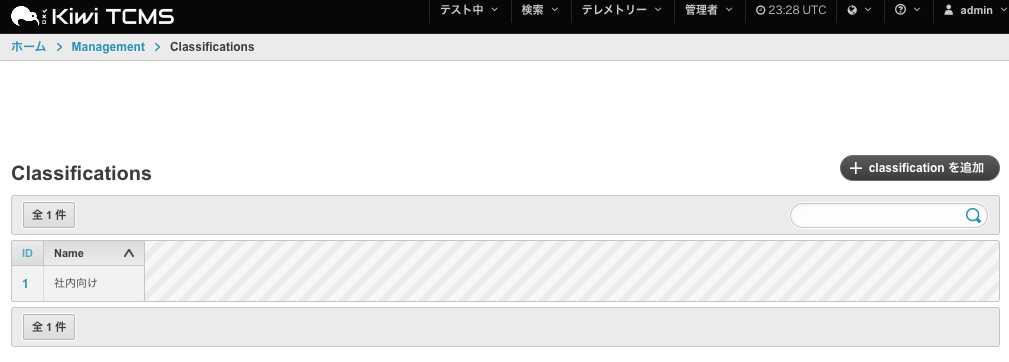 Kiwi TCMS テスト中 検索 テレメトリー 管理者 23:28 UTC admin
ホーム > Management > Classifications
Classifications
+ classification を追加
全 1 件
ID Name
1 社内向け
全 1 件